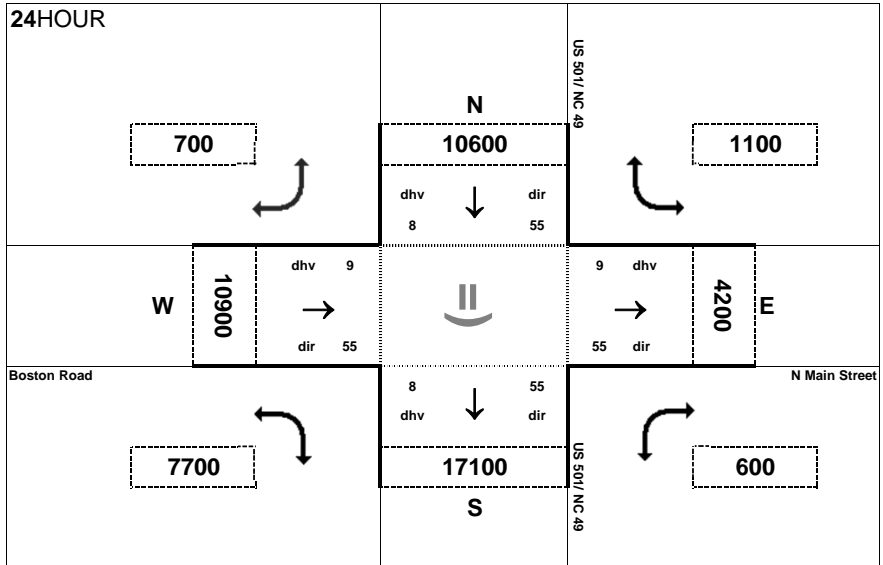 24HOUR
US 501/ NC 49
N
700
10600
1100
dhv
dir
8
55
dhv 9
9 dhv
W
10900
4200
E
dir 55
55 dir
Boston Road
8
55
N Main Street
dhv
dir
7700
17100
600
US 501/ NC 49
S